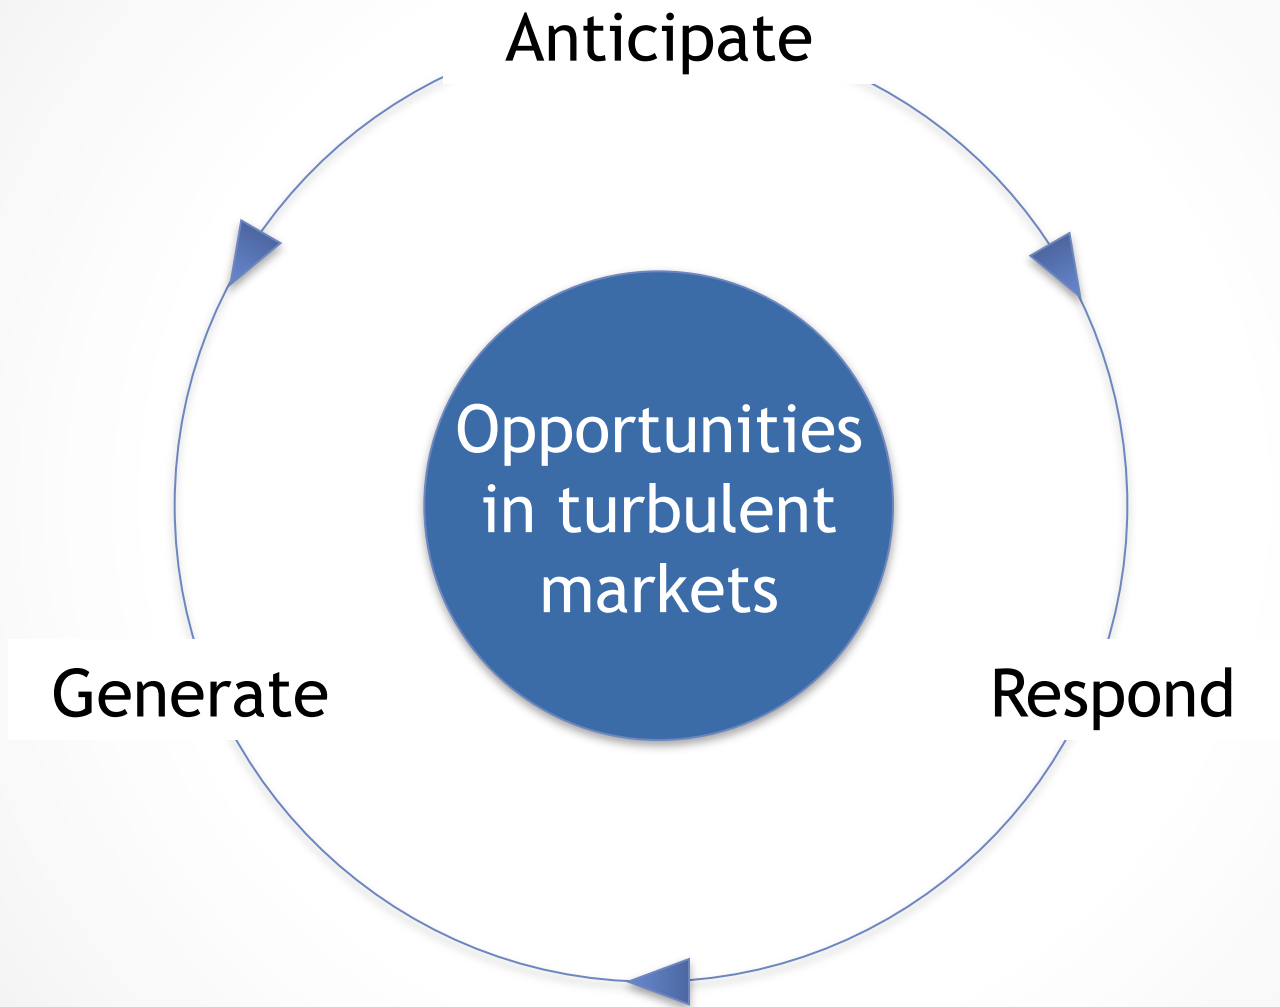 Anticipate
Opportunities
in turbulent
markets
Generate
Respond